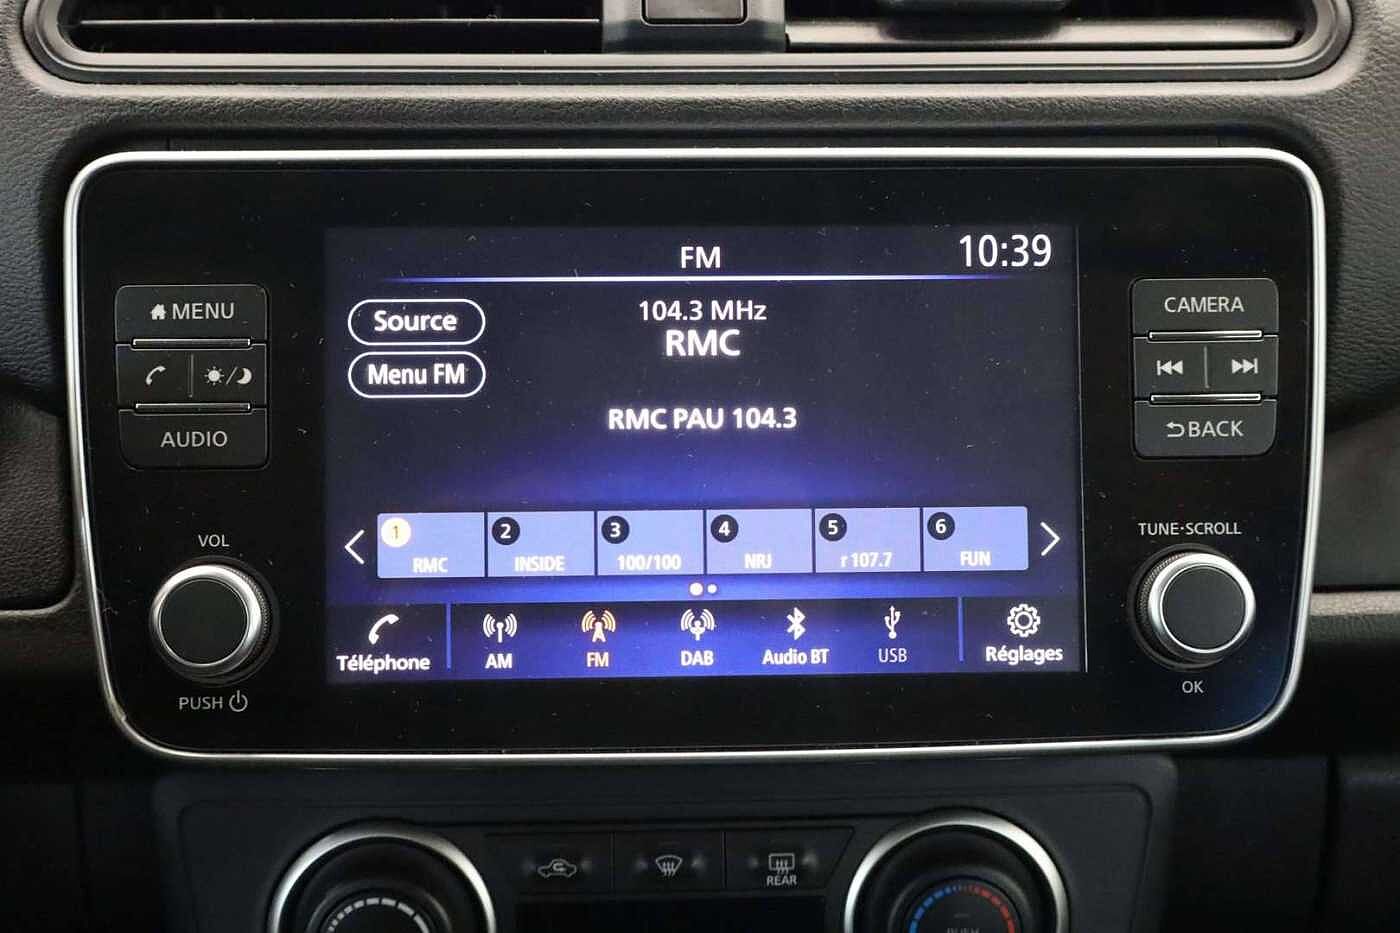 FM
10:39
MENU
Source
104.3 MHz
RMC
Menu FM
RMC PAU 104.3
AUDIO
CAMERA
BACK
1 2 3 4 5 6
RMC INSIDE 100/100 NRJ r 107.7 FUN
VOL
TUNE·SCROLL
Téléphone AM FM DAB Audio BT USB Réglages
PUSH
OK
REAR
PUSH